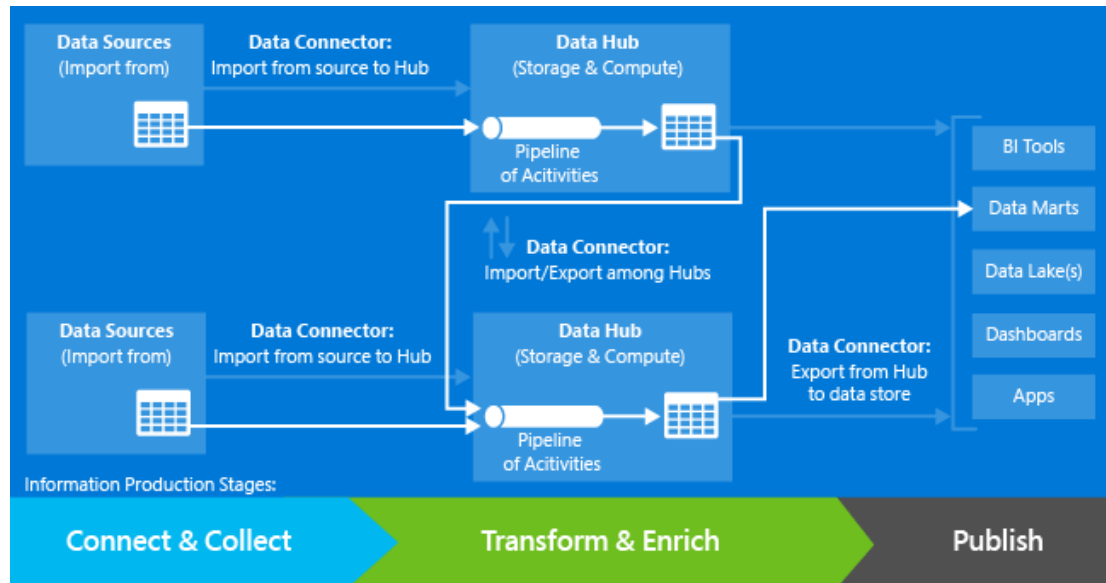 Data Sources
(Import from)
Data Connector:
Import from source to Hub
Data Hub
(Storage & Compute)
Pipeline
of Acitivities
BI Tools
Data Marts
Data Lake(s)
Dashboards
Apps
Data Connector:
Import/Export among Hubs
Data Sources
(Import from)
Data Connector:
Import from source to Hub
Data Hub
(Storage & Compute)
Pipeline
of Acitivities
Data Connector:
Export from Hub
to data store
Information Production Stages:
Connect & Collect
Transform & Enrich
Publish